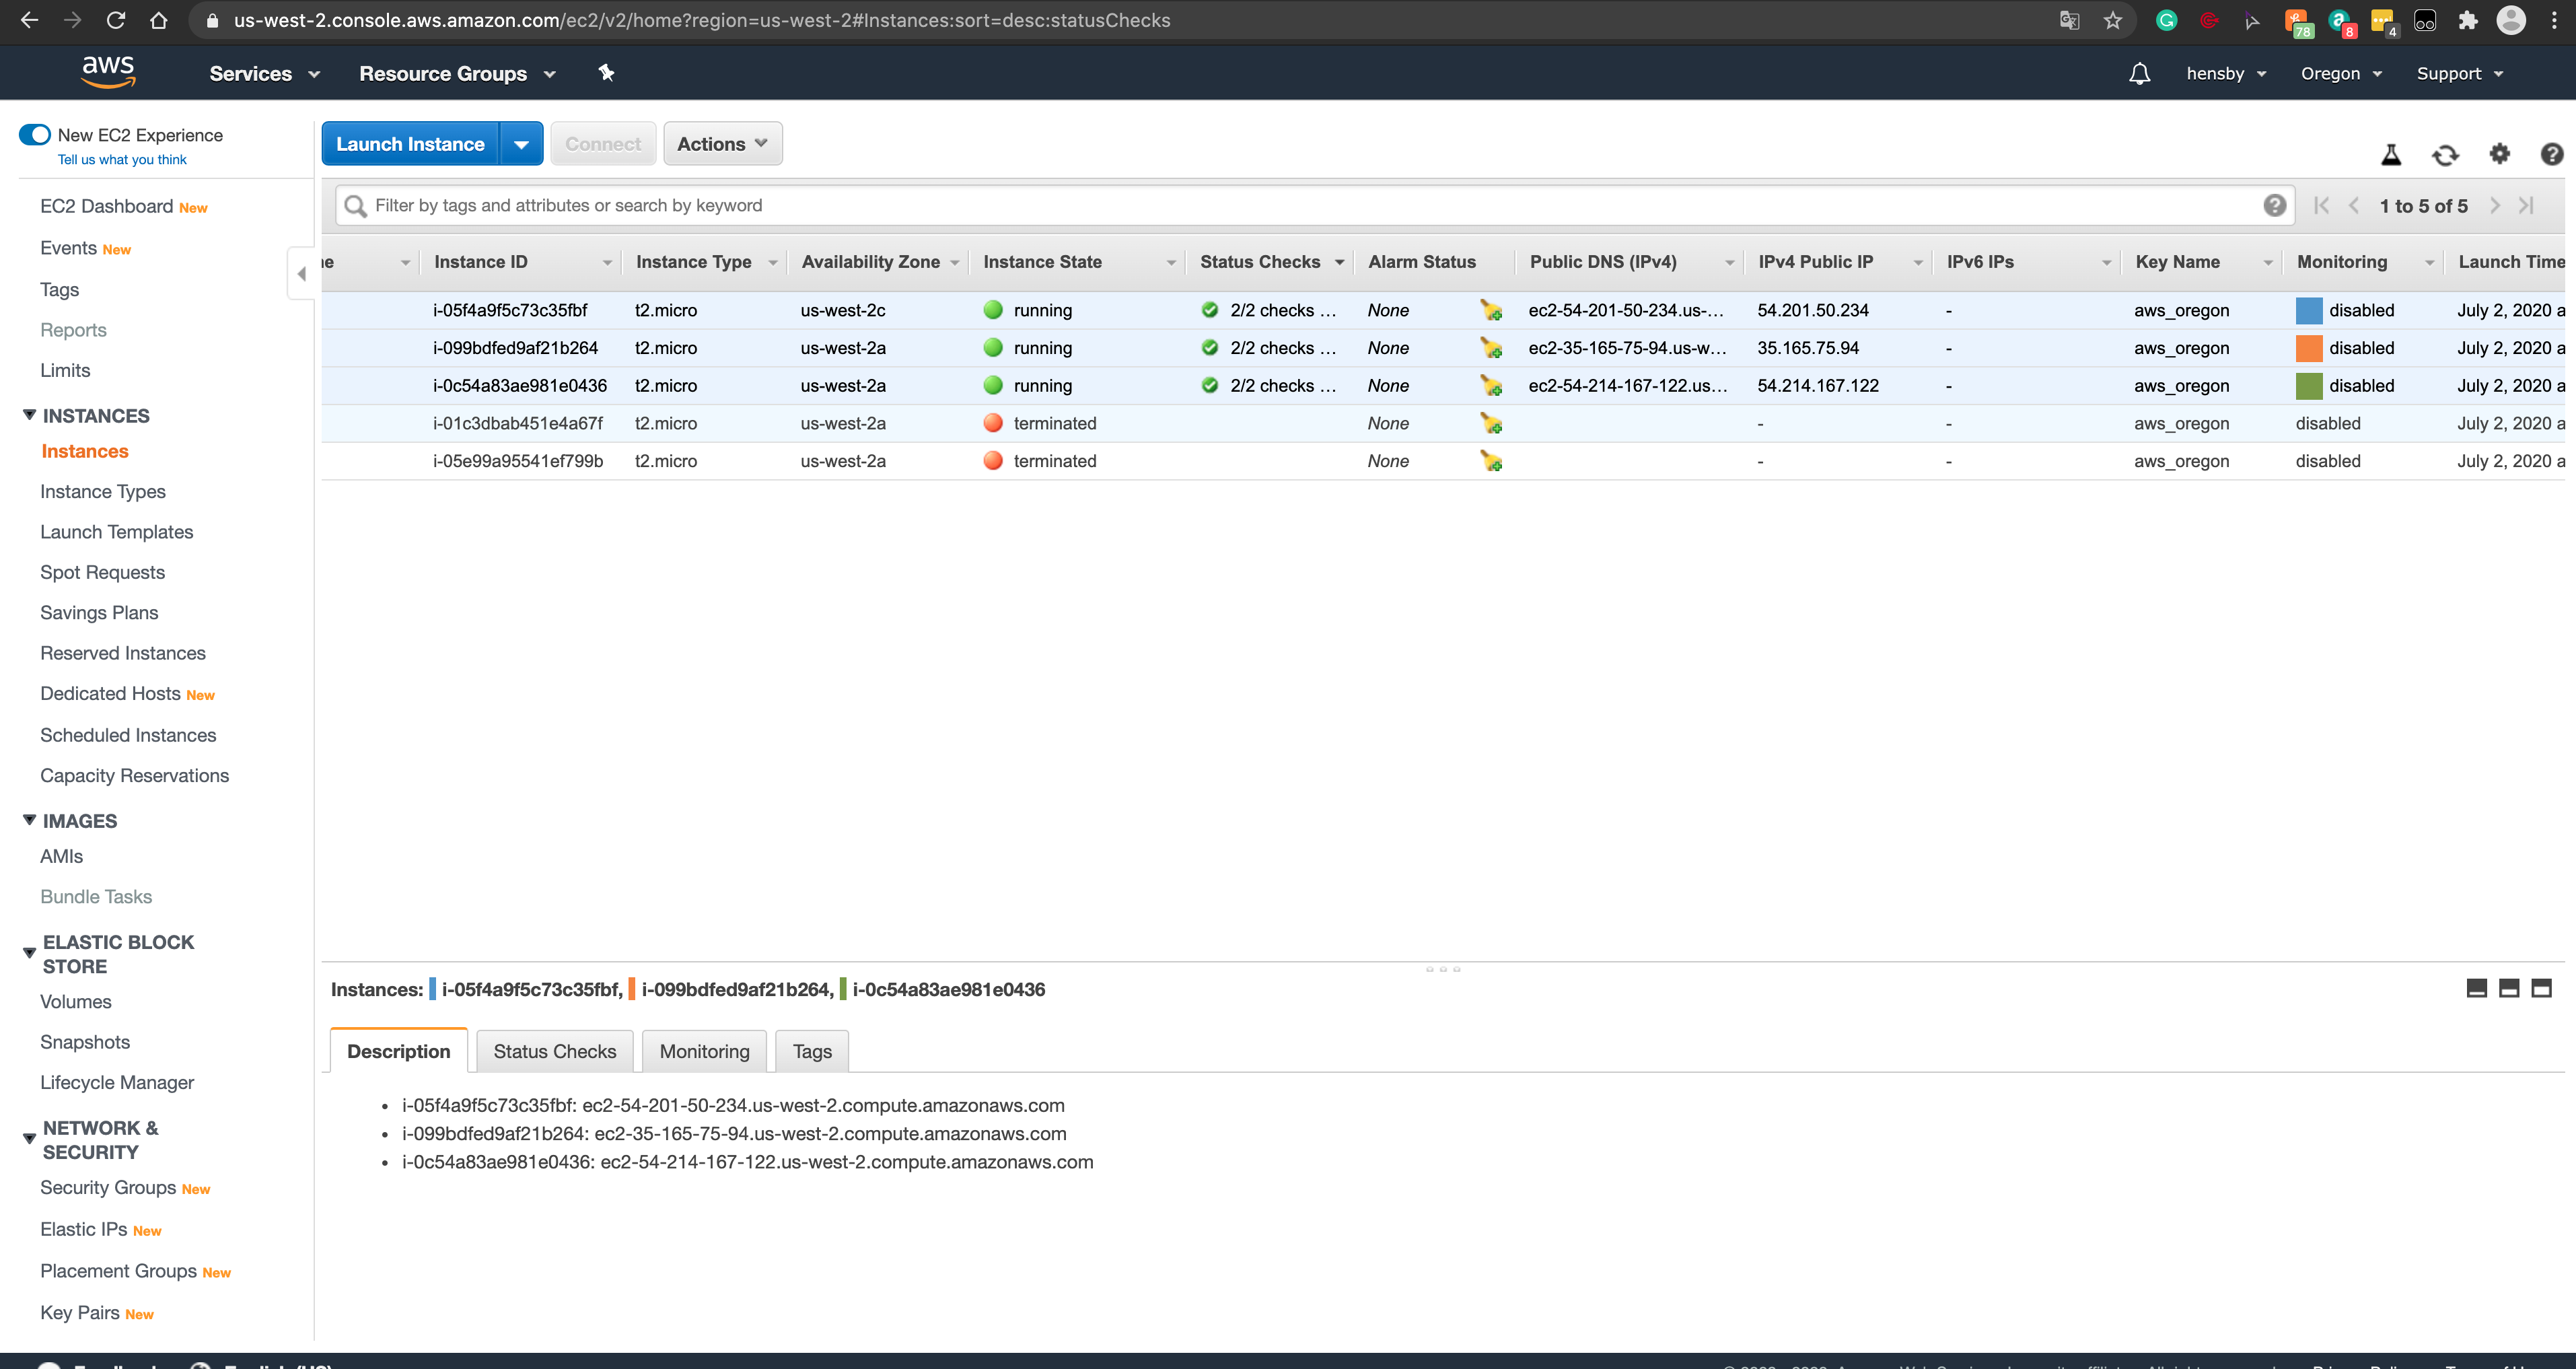 us-west-2.console.aws.amazon.com/ec2/v2/home?region=us-west-2#Instances:sort=desc:statusChecks
78 8 4
aws Services Resource Groups hensby Oregon Support
New EC2 Experience
Tell us what you think
EC2 Dashboard New
Events New
Tags
Reports
Limits
INSTANCES
Instances
Instance Types
Launch Templates
Spot Requests
Savings Plans
Reserved Instances
Dedicated Hosts New
Scheduled Instances
Capacity Reservations
IMAGES
AMIs
Bundle Tasks
ELASTIC BLOCK
STORE
Volumes
Snapshots
Lifecycle Manager
NETWORK &
SECURITY
Security Groups New
Elastic IPs New
Placement Groups New
Key Pairs New
Launch Instance Connect Actions
Filter by tags and attributes or search by keyword 1 to 5 of 5
Instance ID Instance Type Availability Zone Instance State Status Checks Alarm Status Public DNS (IPv4) IPv4 Public IP IPv6 IPs Key Name Monitoring Launch Time
i-05f4a9f5c73c35fbf t2.micro us-west-2c running 2/2 checks ... None ec2-54-201-50-234.us-... 54.201.50.234 - aws_oregon disabled July 2, 2020 a
i-099bdfed9af21b264 t2.micro us-west-2a running 2/2 checks ... None ec2-35-165-75-94.us-w... 35.165.75.94 - aws_oregon disabled July 2, 2020 a
i-0c54a83ae981e0436 t2.micro us-west-2a running 2/2 checks ... None ec2-54-214-167-122.us... 54.214.167.122 - aws_oregon disabled July 2, 2020 a
i-01c3dbab451e4a67f t2.micro us-west-2a terminated None - - aws_oregon disabled July 2, 2020 a
i-05e99a95541ef799b t2.micro us-west-2a terminated None - - aws_oregon disabled July 2, 2020 a
Instances: i-05f4a9f5c73c35fbf, i-099bdfed9af21b264, i-0c54a83ae981e0436
Description Status Checks Monitoring Tags
• i-05f4a9f5c73c35fbf: ec2-54-201-50-234.us-west-2.compute.amazonaws.com
• i-099bdfed9af21b264: ec2-35-165-75-94.us-west-2.compute.amazonaws.com
• i-0c54a83ae981e0436: ec2-54-214-167-122.us-west-2.compute.amazonaws.com